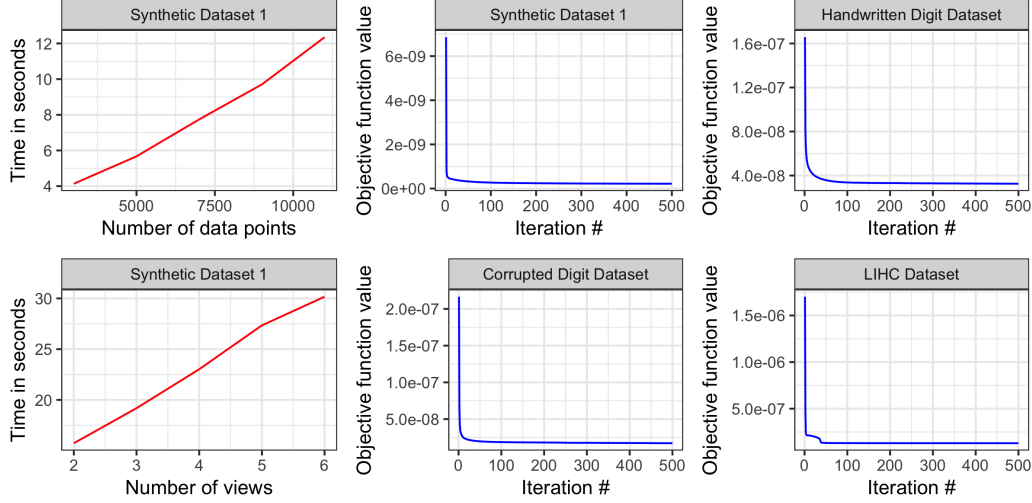 Synthetic Dataset 1
Time in seconds
12
10
8
6
4
5000 7500 10000
Number of data points
Synthetic Dataset 1
Objective function value
6e-09
4e-09
2e-09
0e+00
0 100 200 300 400 500
Iteration #
Handwritten Digit Dataset
Objective function value
1.6e-07
1.2e-07
8.0e-08
4.0e-08
0 100 200 300 400 500
Iteration #
Synthetic Dataset 1
Time in seconds
30
25
20
2 3 4 5 6
Number of views
Corrupted Digit Dataset
Objective function value
2.0e-07
1.5e-07
1.0e-07
5.0e-08
0 100 200 300 400 500
Iteration #
LIHC Dataset
Objective function value
1.5e-06
1.0e-06
5.0e-07
0 100 200 300 400 500
Iteration #